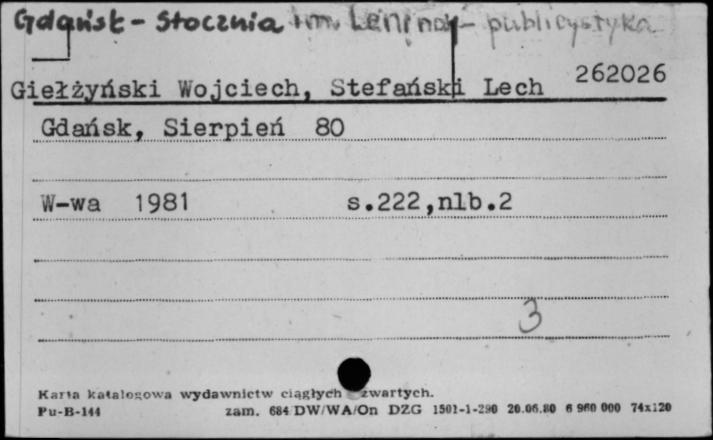 Gdańsk - Stocznia im. Lenina - publicystyka
262026
Giełżyński Wojciech, Stefański Lech
Gdańsk, Sierpień 80
W-wa 1981 s.222,nlb.2
3
Karta katalogowa wydawnictw ciągłych zwartych.
Pu-B-144 zam. 684/DW/WA/On DZG 1501-1-290 20.06.80 6 960 000 74x120